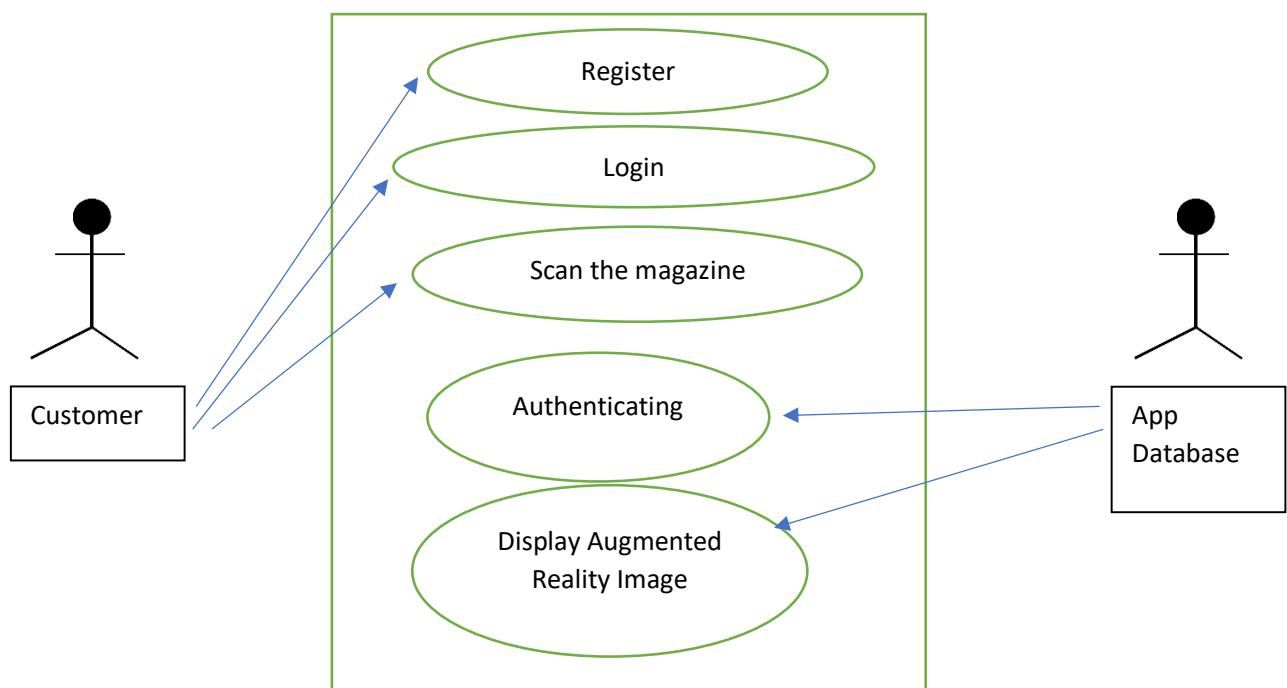 Register
Login
Scan the magazine
Authenticating
Display Augmented
Reality Image
Customer
App
Database